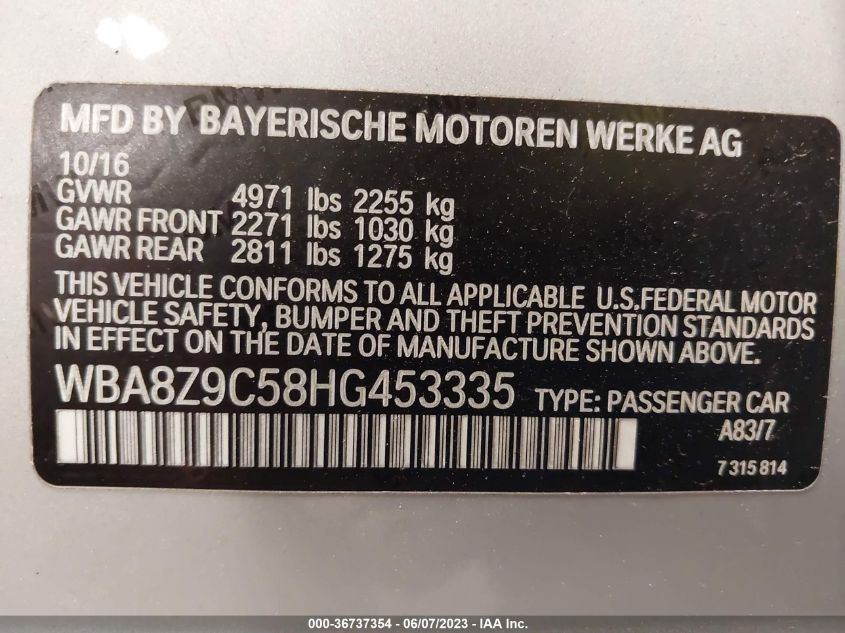 MFD BY BAYERISCHE MOTOREN WERKE AG
10/16
GVWR 4971 lbs 2255 kg
GAWR FRONT 2271 lbs 1030 kg
GAWR REAR 2811 lbs 1275 kg
THIS VEHICLE CONFORMS TO ALL APPLICABLE U.S.FEDERAL MOTOR
VEHICLE SAFETY, BUMPER AND THEFT PREVENTION STANDARDS
IN EFFECT ON THE DATE OF MANUFACTURE SHOWN ABOVE.
WBA8Z9C58HG453335 TYPE: PASSENGER CAR
A83/7
7 315 814
000-36737354 - 06/07/2023 - IAA Inc.